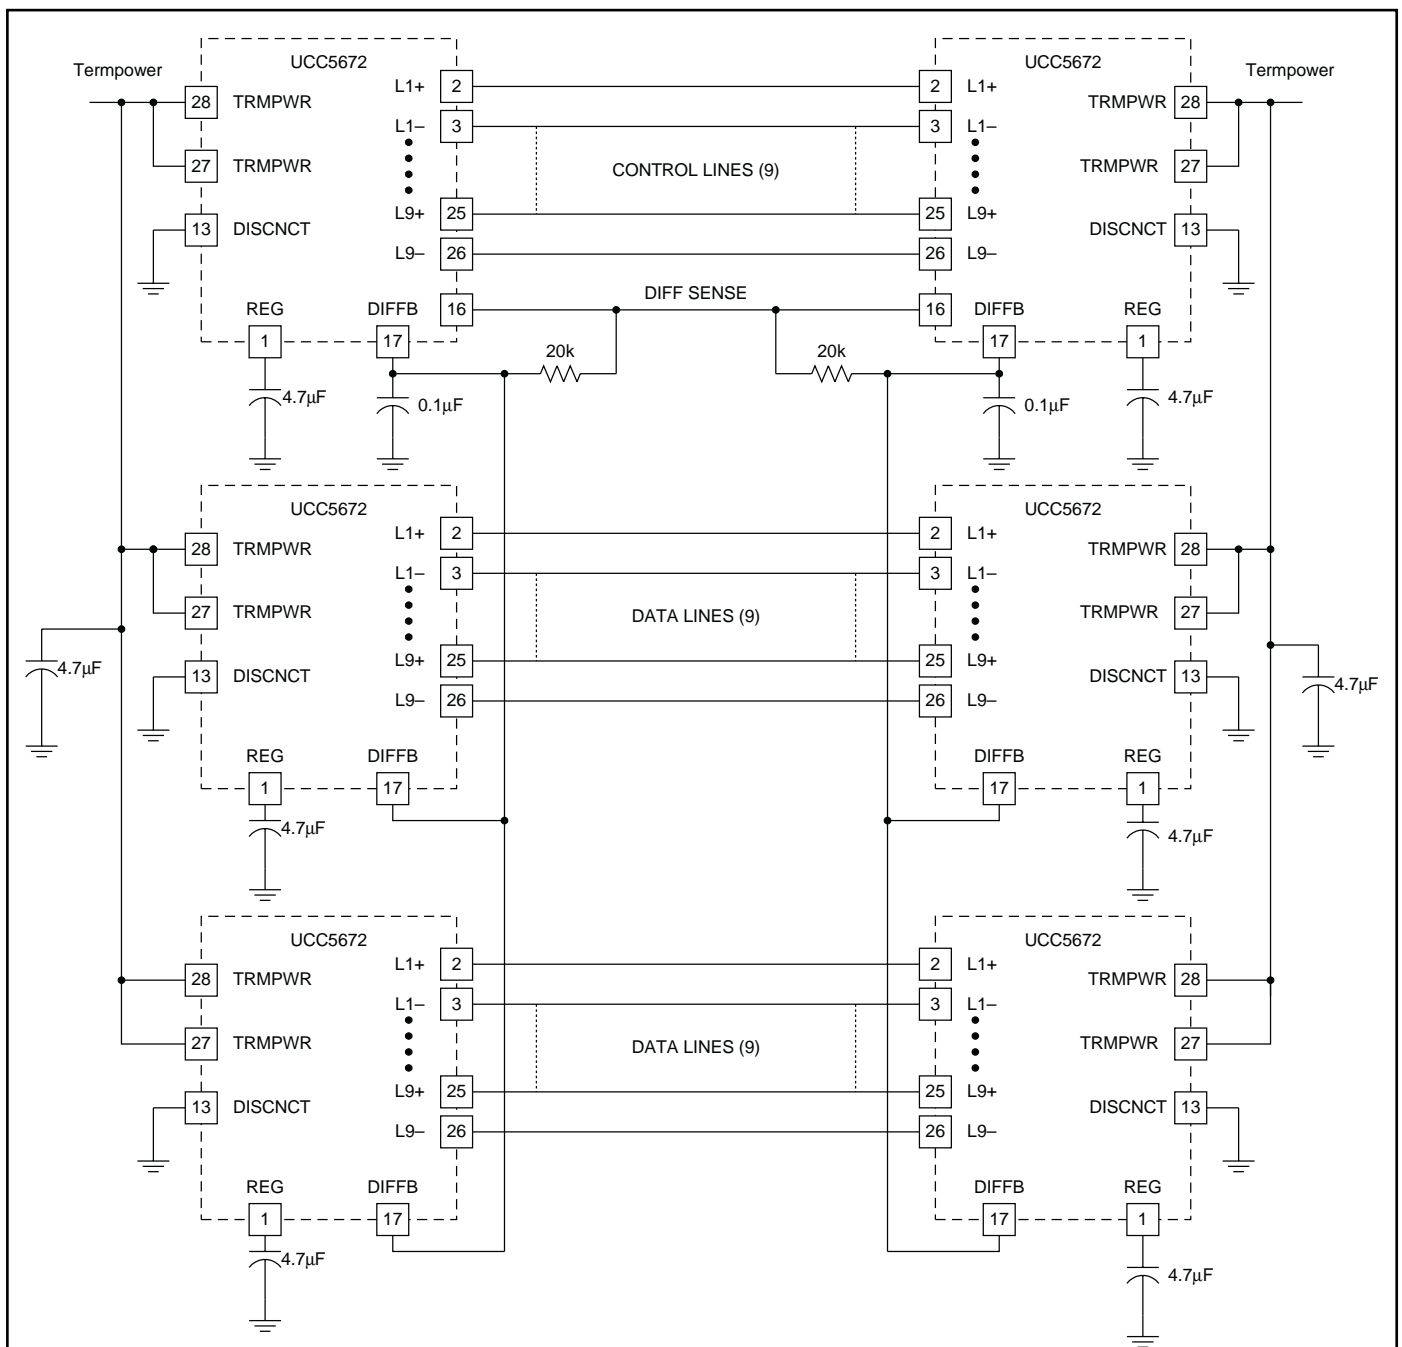 Termpower
UCC5672
UCC5672
Termpower
28 TRMPWR
L1+ 2
2 L1+
TRMPWR 28
L1– 3
3 L1–
27 TRMPWR
CONTROL LINES (9)
TRMPWR 27
13 DISCNCT
L9+ 25
25 L9+
DISCNCT 13
L9– 26
26 L9–
DIFF SENSE
REG
DIFFB
16
16
DIFFB
REG
1
17
20k
20k
17
1
4.7µF
0.1µF
0.1µF
4.7µF
UCC5672
UCC5672
L1+ 2
2 L1+
28 TRMPWR
TRMPWR 28
L1– 3
3 L1–
27 TRMPWR
DATA LINES (9)
TRMPWR 27
4.7µF
13 DISCNCT
L9+ 25
25 L9+
DISCNCT 13
4.7µF
L9– 26
26 L9–
REG
DIFFB
DIFFB
REG
1
17
17
1
4.7µF
4.7µF
UCC5672
UCC5672
L1+ 2
2 L1+
28 TRMPWR
TRMPWR 28
L1– 3
3 L1–
27 TRMPWR
DATA LINES (9)
TRMPWR 27
13 DISCNCT
L9+ 25
25 L9+
DISCNCT 13
L9– 26
26 L9–
REG
DIFFB
DIFFB
REG
1
17
17
1
4.7µF
4.7µF